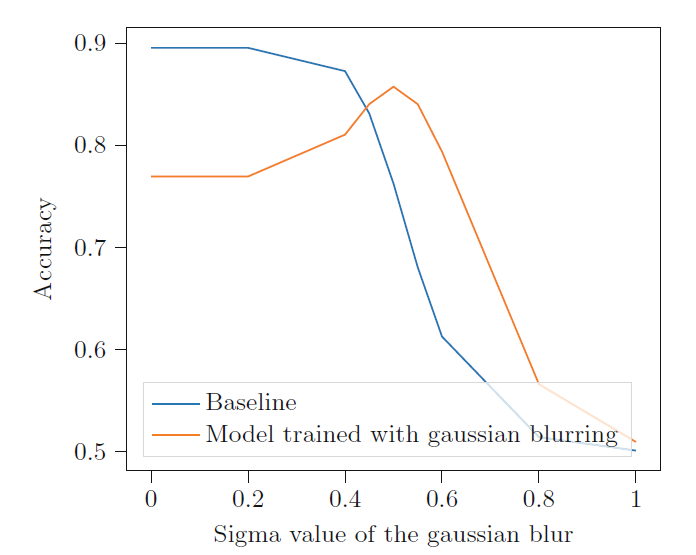 0.9
0.8
0.7
0.6
0.5
Accuracy
Baseline
Model trained with gaussian blurring
0 0.2 0.4 0.6 0.8 1
Sigma value of the gaussian blur